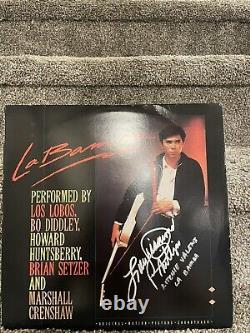 La Bamba
PERFORMED BY
LOS LOBOS,
BO DIDDLEY,
HOWARD
HUNTSBERRY,
BRIAN SETZER
AND
MARSHALL
CRENSHAW
Phillips
RITCHIE VALENS
LA BAMBA
ORIGINAL MOTION PICTURE SOUNDTRACK